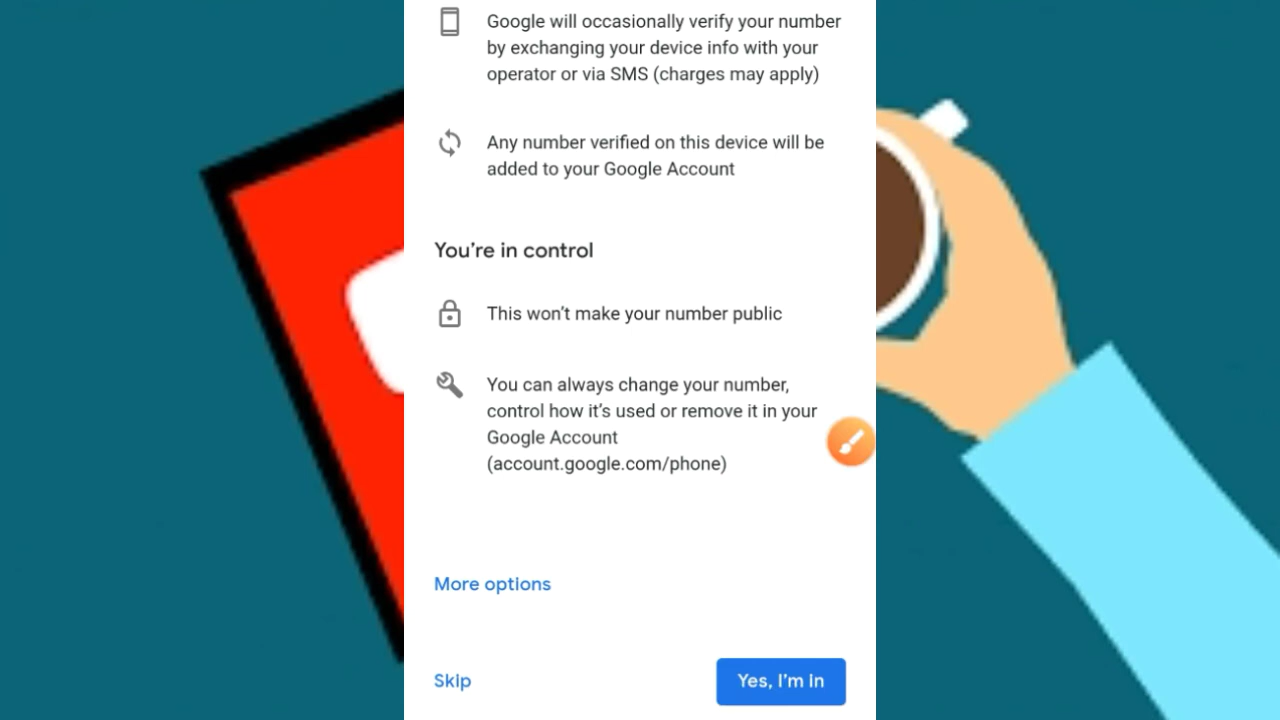 Google will occasionally verify your number
by exchanging your device info with your
operator or via SMS (charges may apply)
Any number verified on this device will be
added to your Google Account
You’re in control
This won’t make your number public
You can always change your number,
control how it’s used or remove it in your
Google Account
(account.google.com/phone)
More options
Skip
Yes, I’m in